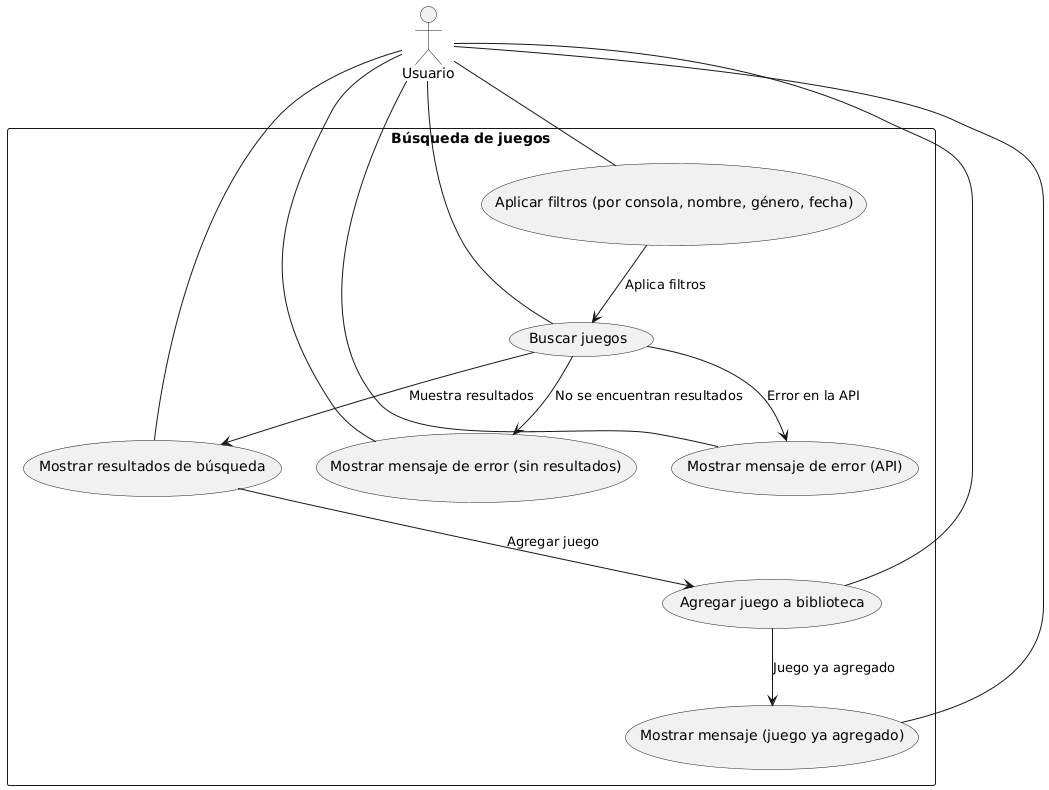 Usuario
Búsqueda de juegos
Aplicar filtros (por consola, nombre, género, fecha)
Aplica filtros
Buscar juegos
Muestra resultados
No se encuentran resultados
Error en la API
Mostrar resultados de búsqueda
Mostrar mensaje de error (sin resultados)
Mostrar mensaje de error (API)
Agregar juego
Agregar juego a biblioteca
Juego ya agregado
Mostrar mensaje (juego ya agregado)